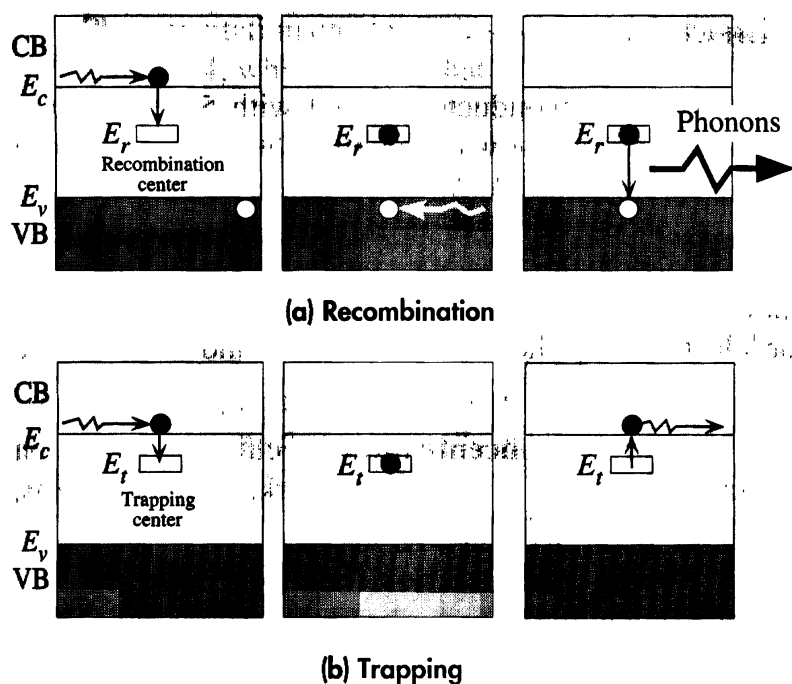 CB
E_c
E_r
Recombination
center
E_v
VB
E_r
E_r
Phonons
(a) Recombination
CB
E_c
E_t
Trapping
center
E_v
VB
E_t
E_t
(b) Trapping